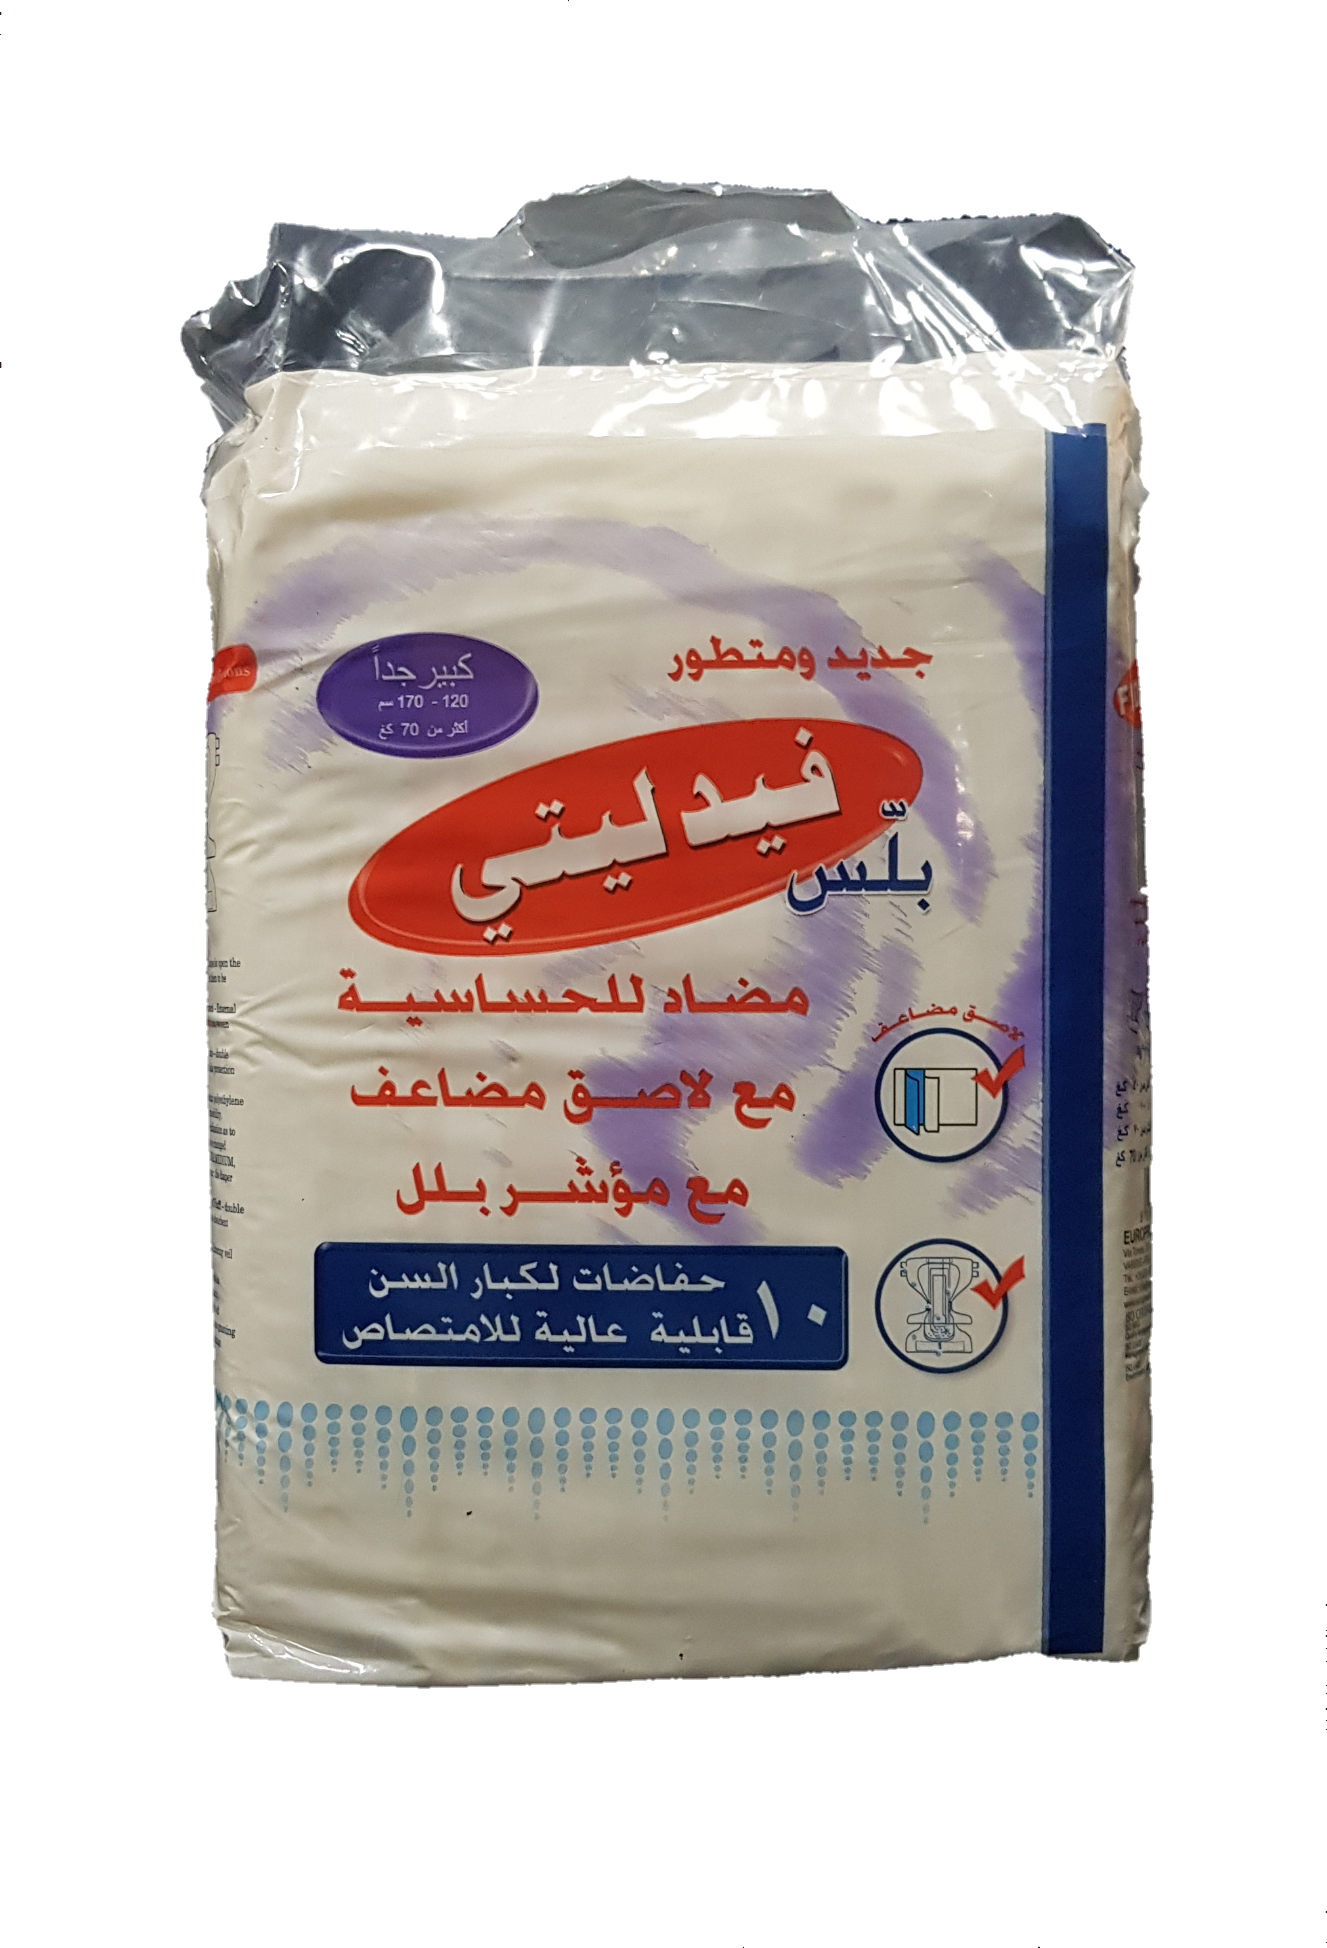 جديد ومتطور
كبير جداً
120 - 170 سم
أكثر من 70 كغ
فيدليتي
بلّس
مضاد للحساسية
لاصق مضاعف
مع لاصق مضاعف
مع مؤشر بلل
١٠
حفاضات لكبار السن
قابلية عالية للامتصاص